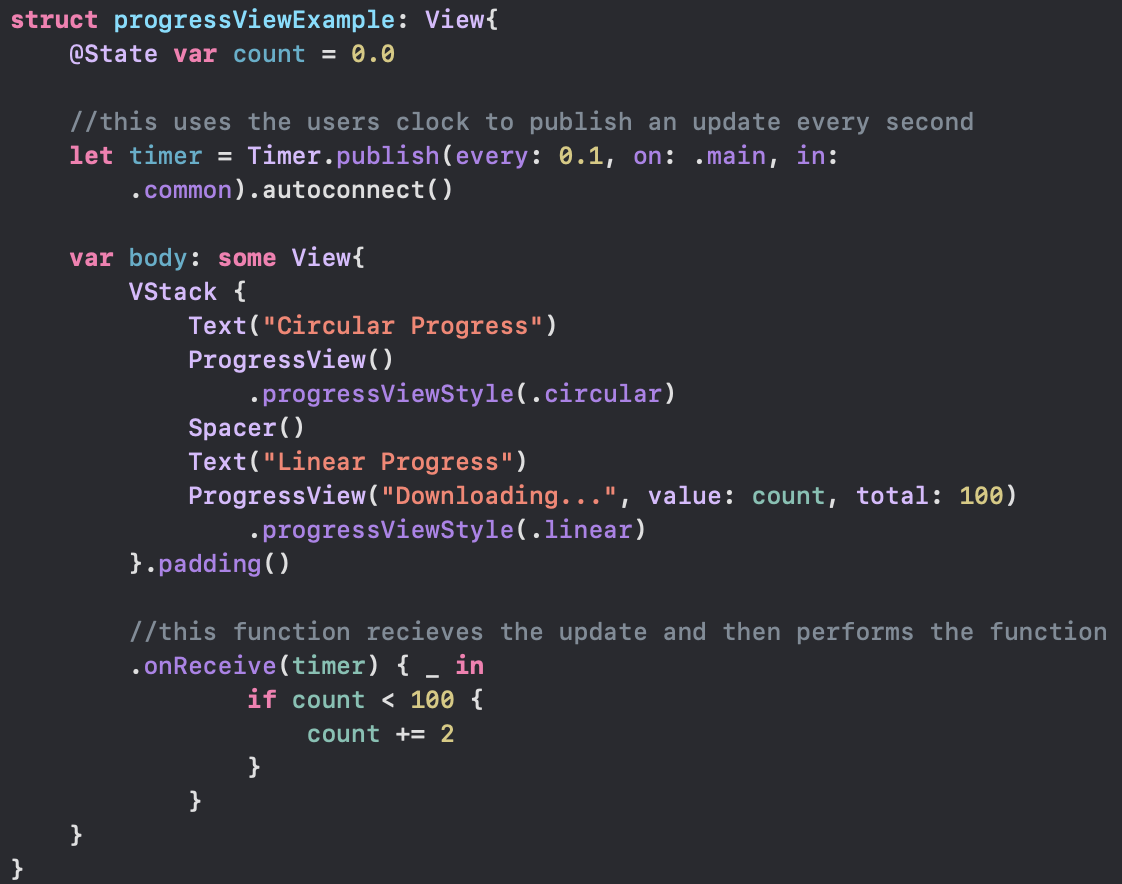 struct progressViewExample: View{
    @State var count = 0.0

    //this uses the users clock to publish an update every second
    let timer = Timer.publish(every: 0.1, on: .main, in:
        .common).autoconnect()

    var body: some View{
        VStack {
            Text("Circular Progress")
            ProgressView()
                .progressViewStyle(.circular)
            Spacer()
            Text("Linear Progress")
            ProgressView("Downloading...", value: count, total: 100)
                .progressViewStyle(.linear)
        }.padding()

        //this function recieves the update and then performs the function
        .onReceive(timer) { _ in
                if count < 100 {
                    count += 2
                }
            }
    }
}